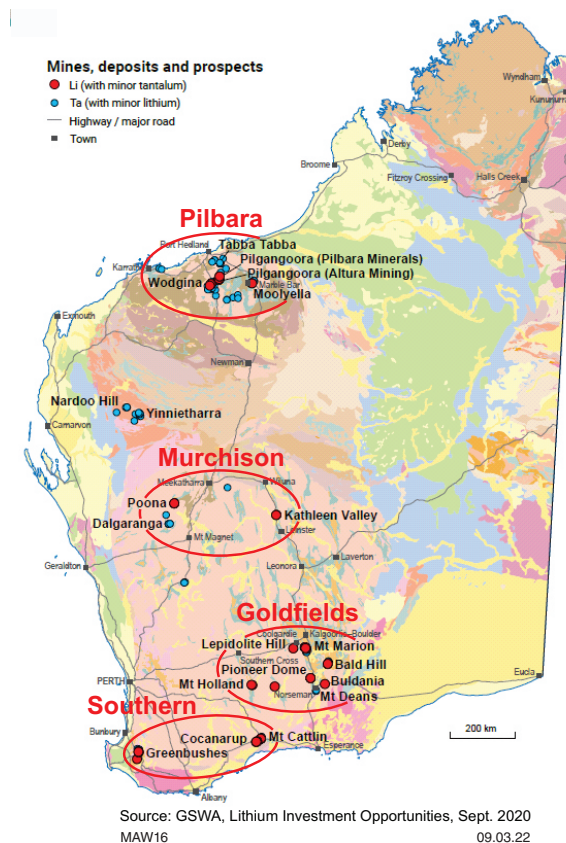 Mines, deposits and prospects
Li (with minor tantalum)
Ta (with minor lithium)
Highway / major road
Town
Wyndham
Kununurra
Derby
Broome
Fitzroy Crossing
Halls Creek
Pilbara
Port Hedland
Tabba Tabba
Pilgangoora (Pilbara Minerals)
Karratha
Pilgangoora (Altura Mining)
Wodgina
Marble Bar
Moolyella
Exmouth
Newman
Nardoo Hill
Yinnietharra
Carnarvon
Murchison
Meekatharra
Wiluna
Poona
Kathleen Valley
Dalgaranga
Leinster
Mt Magnet
Laverton
Geraldton
Leonora
Goldfields
Coolgardie
Kalgoorlie-Boulder
Lepidolite Hill
Mt Marion
Southern Cross
Bald Hill
Pioneer Dome
Eucla
PERTH
Mt Holland
Buldania
Norseman
Mt Deans
Southern
Bunbury
Cocanarup
Mt Cattlin
200 km
Greenbushes
Esperance
Albany
Source: GSWA, Lithium Investment Opportunities, Sept. 2020
MAW16
09.03.22